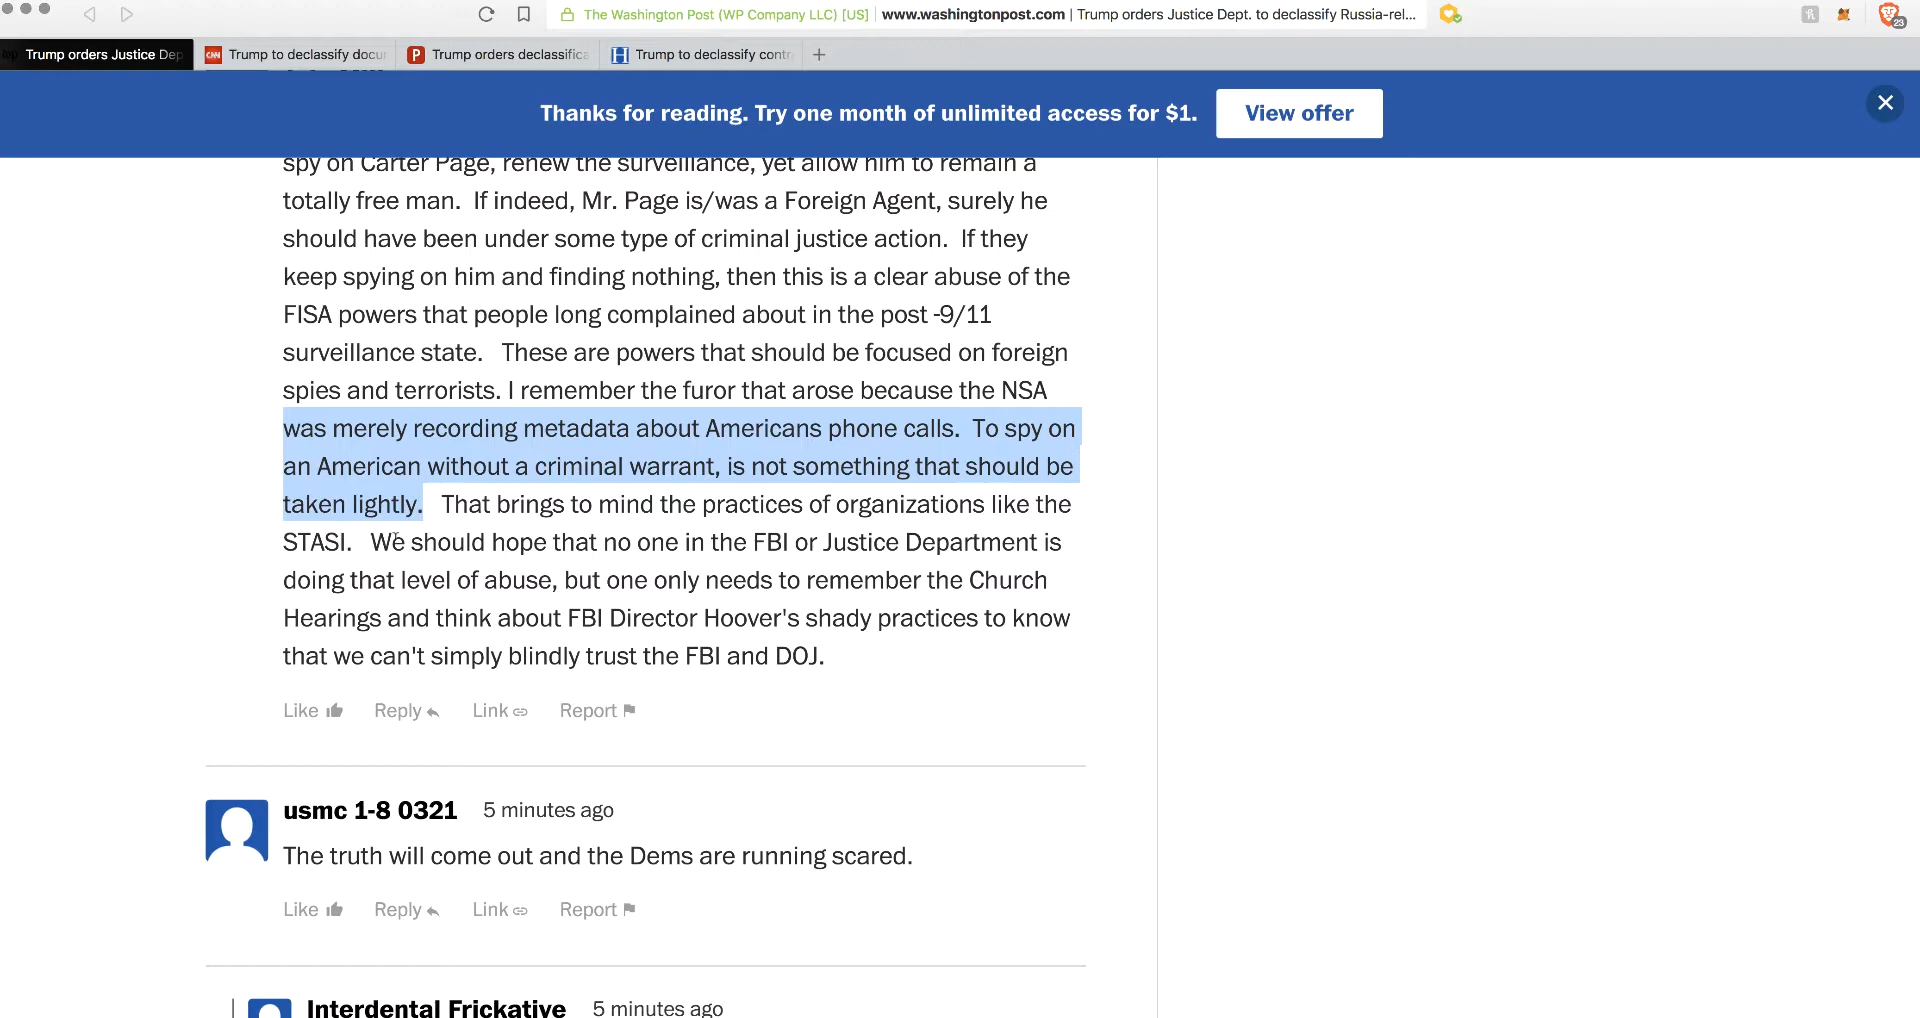 The Washington Post (WP Company LLC) [US] | www.washingtonpost.com | Trump orders Justice Dept. to declassify Russia-rel...
23
Trump orders Justice Dep
CNN Trump to declassify docu
P Trump orders declassifica
H Trump to declassify contr
Thanks for reading. Try one month of unlimited access for $1. View offer
spy on Carter Page, renew the surveillance, yet allow him to remain a
totally free man.  If indeed, Mr. Page is/was a Foreign Agent, surely he
should have been under some type of criminal justice action.  If they
keep spying on him and finding nothing, then this is a clear abuse of the
FISA powers that people long complained about in the post -9/11
surveillance state.   These are powers that should be focused on foreign
spies and terrorists. I remember the furor that arose because the NSA
was merely recording metadata about Americans phone calls.  To spy on
an American without a criminal warrant, is not something that should be
taken lightly.   That brings to mind the practices of organizations like the
STASI.   We should hope that no one in the FBI or Justice Department is
doing that level of abuse, but one only needs to remember the Church
Hearings and think about FBI Director Hoover's shady practices to know
that we can't simply blindly trust the FBI and DOJ.
Like Reply Link Report
usmc 1-8 0321 5 minutes ago
The truth will come out and the Dems are running scared.
Like Reply Link Report
Interdental Frickative 5 minutes ago